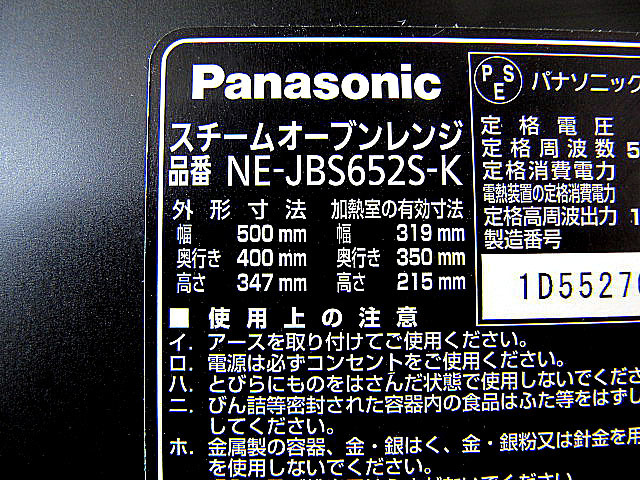 Panasonic
スチームオーブンレンジ
品番 NE-JBS652S-K
外形寸法 加熱室の有効寸法
幅 500 mm 幅 319 mm
奥行き 400 mm 奥行き 350 mm
高さ 347 mm 高さ 215 mm
PSE パナソニック
定格電圧
定格周波数 5
定格消費電力
電熱装置の定格消費電力
定格高周波出力 1
製造番号
1D5527
■ 使用上の注意
イ. アースを取り付けてご使用ください。
ロ. 電源は必ずコンセントをご使用ください。
ハ. とびらにものをはさんだ状態で使用しないでくださ
ニ. びん詰等密封された容器内の食品はふた等をはずし
してください。
ホ. 金属製の容器、金・銀はく、金・銀粉又は針金を用
を使用しないでください。